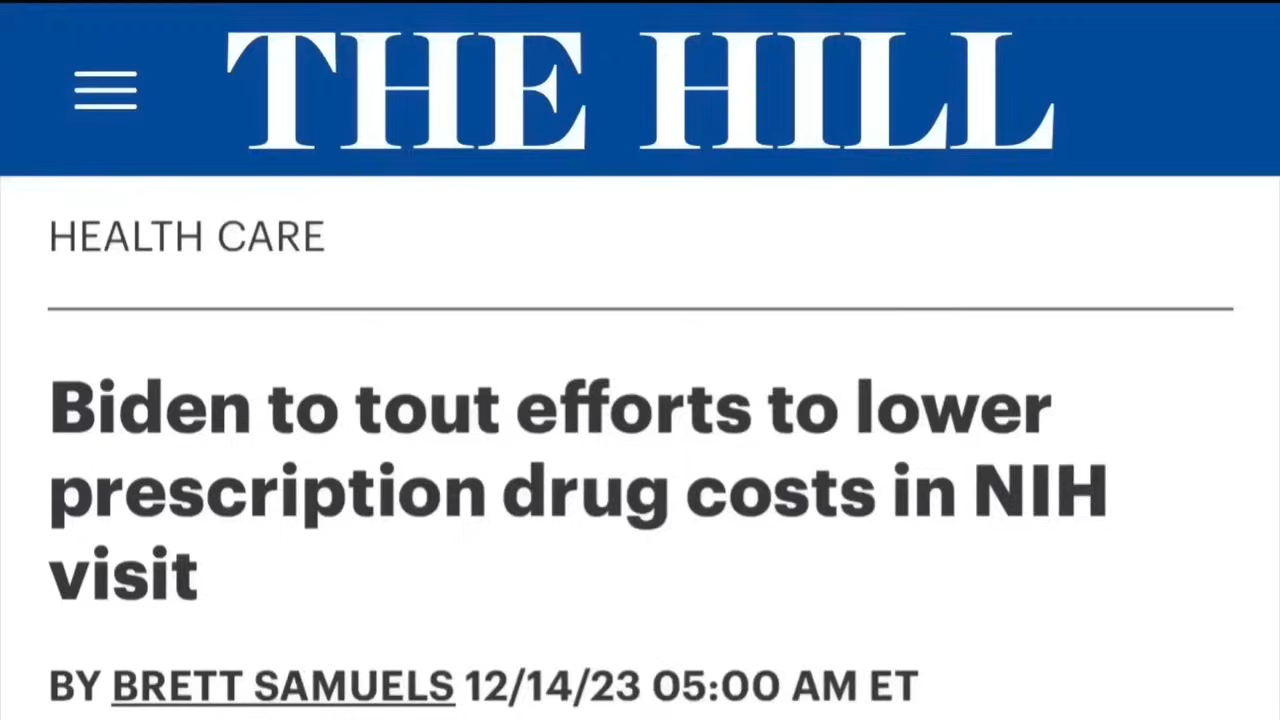 THE HILL
HEALTH CARE
Biden to tout efforts to lower
prescription drug costs in NIH
visit
BY BRETT SAMUELS 12/14/23 05:00 AM ET